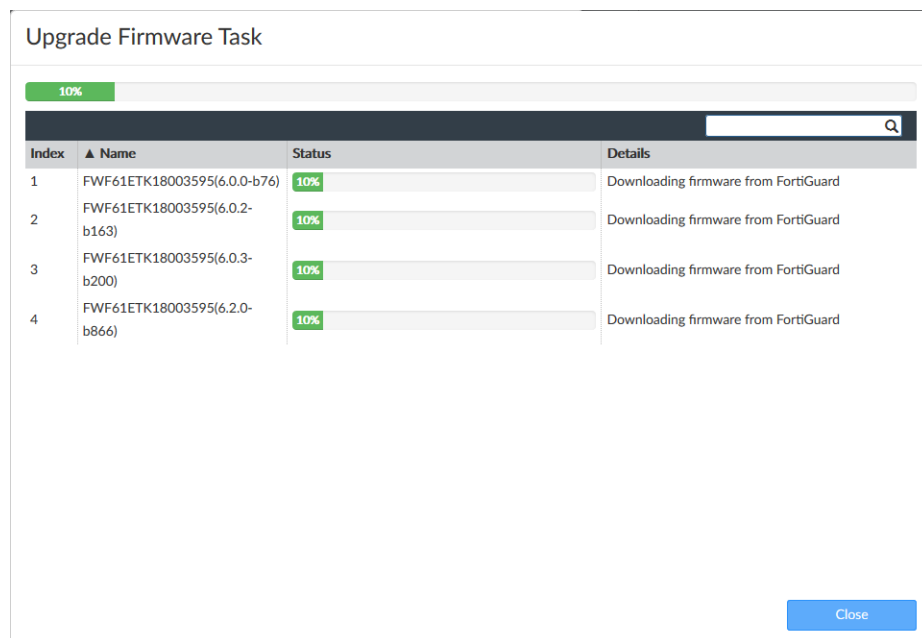 Upgrade Firmware Task
10%
Index ▲ Name Status Details
1 FWF61ETK18003595(6.0.0-b76) 10% Downloading firmware from FortiGuard
FWF61ETK18003595(6.0.2-
2 10% Downloading firmware from FortiGuard
b163)
FWF61ETK18003595(6.0.3-
3 10% Downloading firmware from FortiGuard
b200)
FWF61ETK18003595(6.2.0-
4 10% Downloading firmware from FortiGuard
b866)
Close